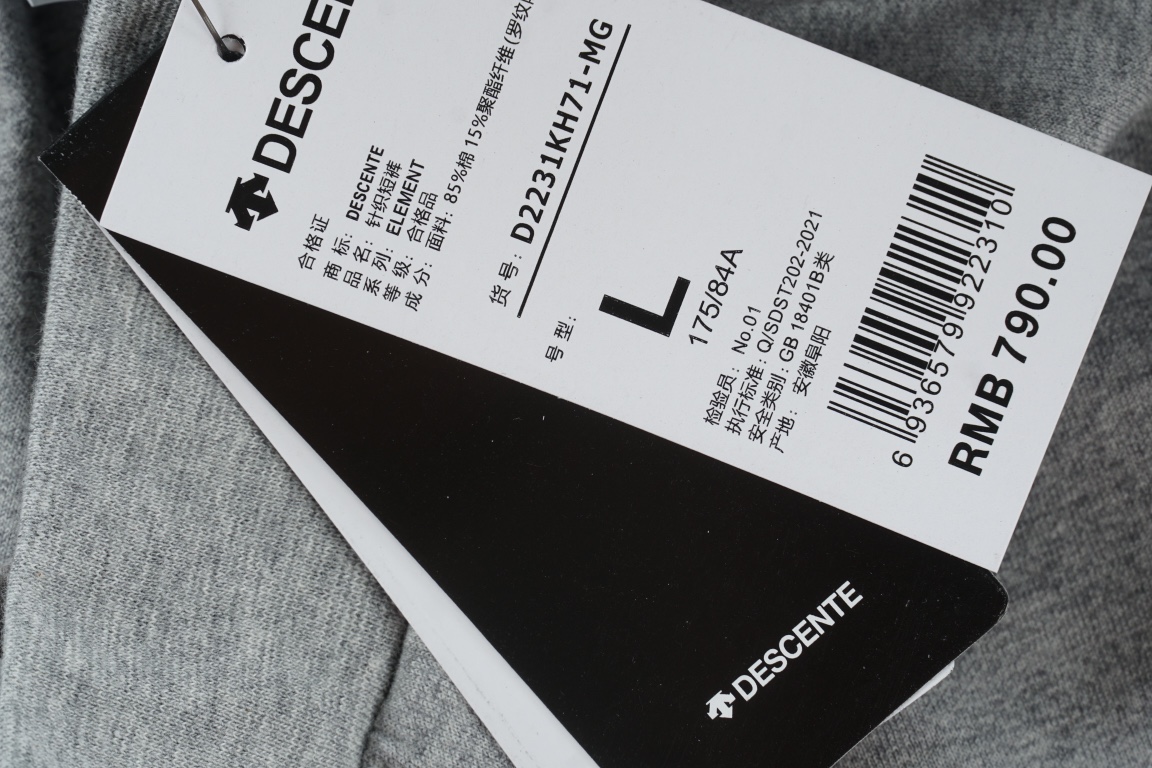 DESCENTE
合格证
商 标: DESCENTE
品 名: 针织短裤
系 列: ELEMENT
等 级: 合格品
成 分: 面料: 85%棉 15%聚酯纤维(罗纹
货号: D2231KH71-MG
号型:
L
175/84A
检验员: No.01
执行标准: Q/SDST202-2021
安全类别: GB 18401B类
产地: 安徽阜阳
6 936579 922310
RMB 790.00
DESCENTE